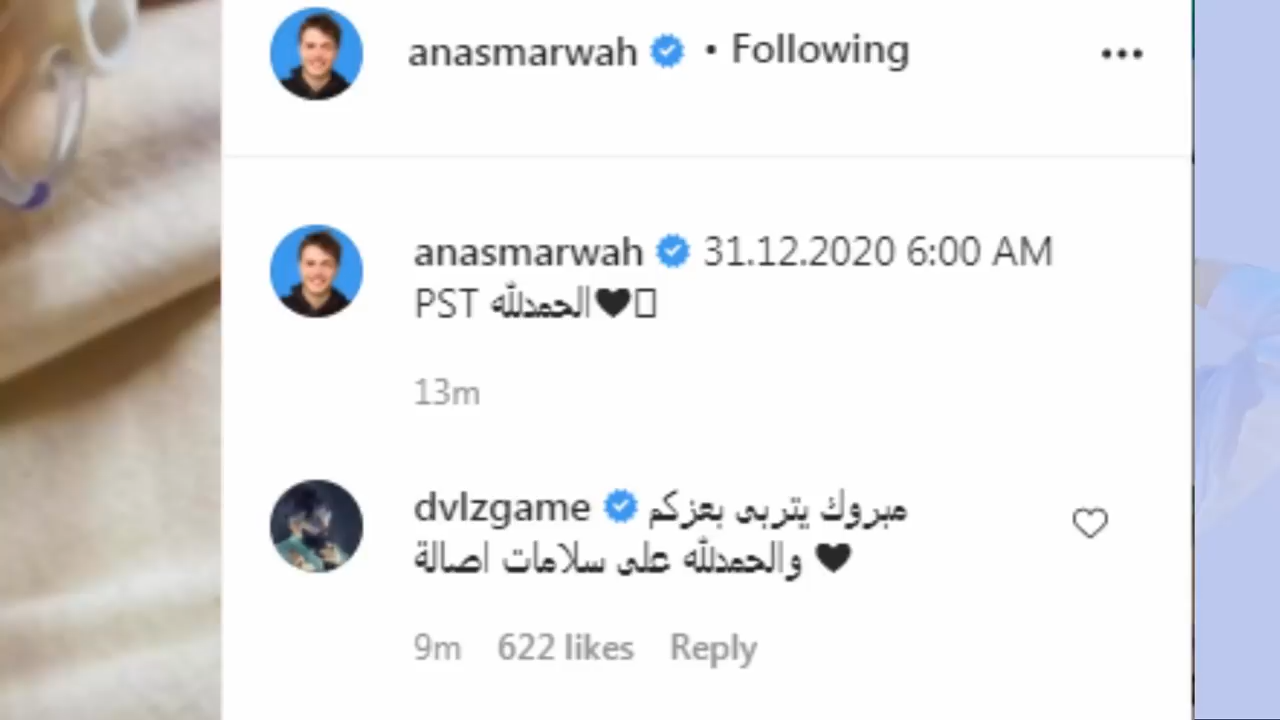 anasmarwah • Following
anasmarwah 31.12.2020 6:00 AM
PST الحمدلله🖤
13m
dvlzgame مبروك يتربى بعزكم
والحمدلله على سلامات اصالة 🖤
9m 622 likes Reply